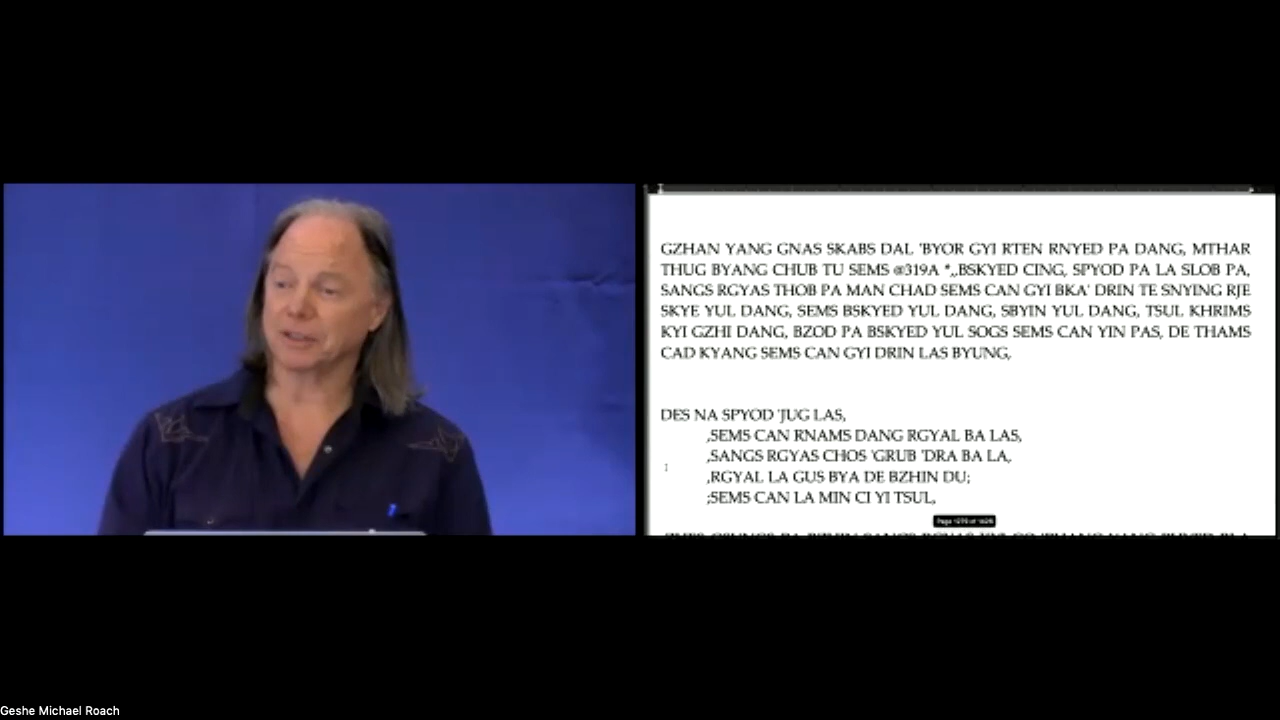 GZHAN YANG GNAS SKABS DAL 'BYOR GYI RTEN RNYED PA DANG, MTHAR
THUG BYANG CHUB TU SEMS @319A *,,BSKYED CING, SPYOD PA LA SLOB PA,
SANGS RGYAS THOB PA MAN CHAD SEMS CAN GYI BKA' DRIN TE SNYING RJE
SKYE YUL DANG, SEMS BSKYED YUL DANG, SBYIN YUL DANG, TSUL KHRIMS
KYI GZHI DANG, BZOD PA BSKYED YUL SOGS SEMS CAN YIN PAS, DE THAMS
CAD KYANG SEMS CAN GYI DRIN LAS BYUNG,
DES NA SPYOD 'JUG LAS,
,SEMS CAN RNAMS DANG RGYAL BA LAS,
,SANGS RGYAS CHOS 'GRUB 'DRA BA LA,
,RGYAL LA GUS BYA DE BZHIN DU;
;SEMS CAN LA MIN CI YI TSUL,
Geshe Michael Roach